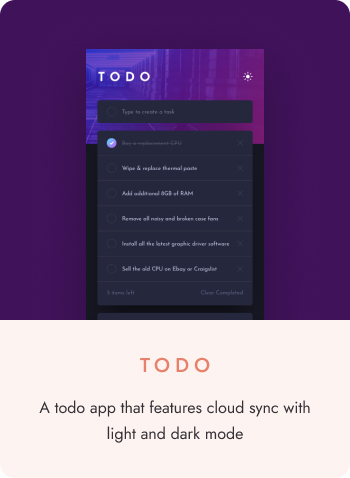 TODO
Type to create a task
Buy a replacement CPU
Wipe & replace thermal paste
Add additional 8GB of RAM
Remove all noisy and broken case fans
Install all the latest graphic driver software
Sell the old CPU on Ebay or Craigslist
5 items left Clear Completed
TODO
A todo app that features cloud sync with
light and dark mode